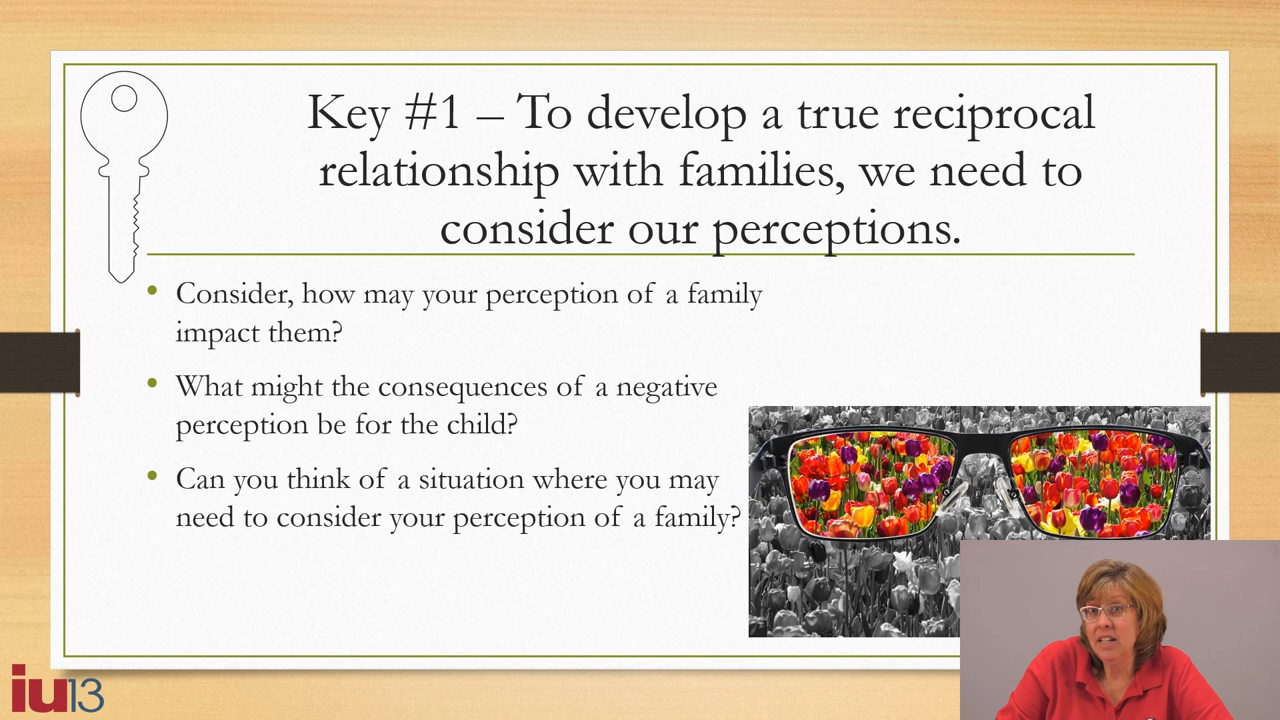 Key #1 – To develop a true reciprocal
relationship with families, we need to
consider our perceptions.
• Consider, how may your perception of a family
impact them?
• What might the consequences of a negative
perception be for the child?
• Can you think of a situation where you may
need to consider your perception of a family?
iu13